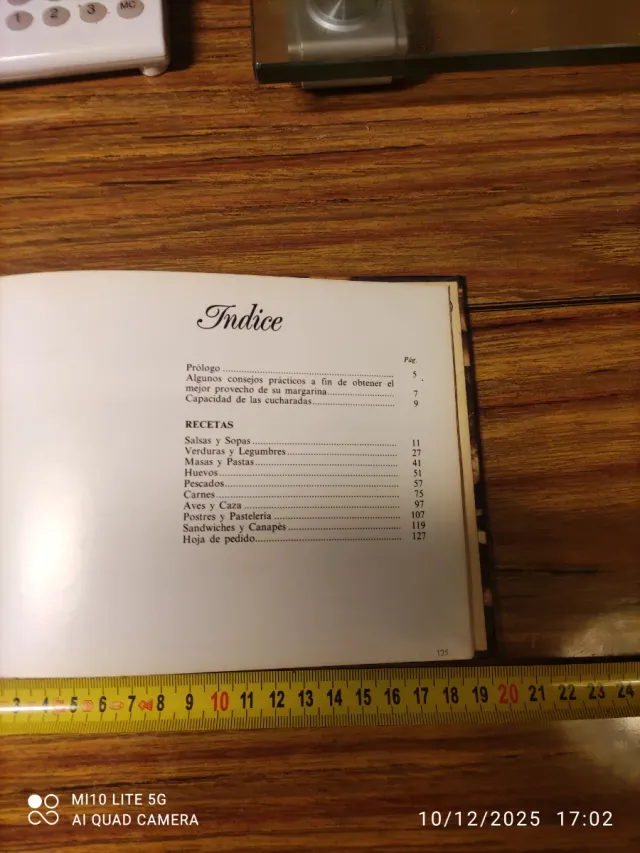 1 2 3 MC
Indice
Pág.
Prólogo 5
Algunos consejos prácticos a fin de obtener el
mejor provecho de su margarina 7
Capacidad de las cucharadas 9
RECETAS
Salsas y Sopas 11
Verduras y Legumbres 27
Masas y Pastas 41
Huevos 51
Pescados 57
Carnes 75
Aves y Caza 97
Postres y Pastelería 107
Sandwiches y Canapés 119
Hoja de pedido 127
125
3 4 5 6 7 8 9 10 11 12 13 14 15 16 17 18 19 20 21 22 23 24
MI10 LITE 5G
AI QUAD CAMERA
10/12/2025 17:02